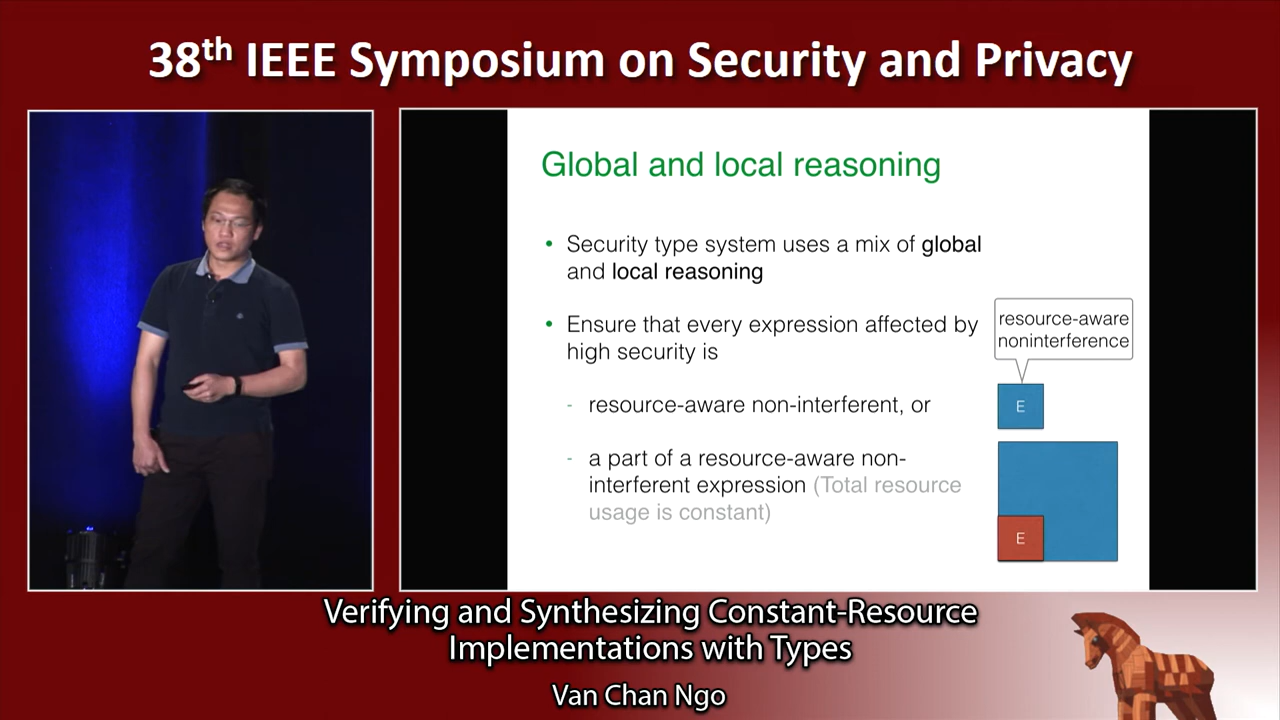 38th IEEE Symposium on Security and Privacy
Global and local reasoning
• Security type system uses a mix of global
and local reasoning
• Ensure that every expression affected by
high security is
- resource-aware non-interferent, or
- a part of a resource-aware non-
interferent expression (Total resource
usage is constant)
resource-aware
noninterference
E
E
Verifying and Synthesizing Constant-Resource
Implementations with Types
Van Chan Ngo